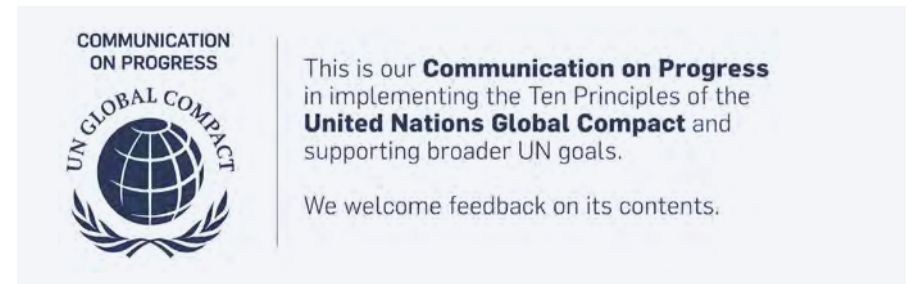 COMMUNICATION
ON PROGRESS
UN GLOBAL COMPACT
This is our Communication on Progress
in implementing the Ten Principles of the
United Nations Global Compact and
supporting broader UN goals.
We welcome feedback on its contents.